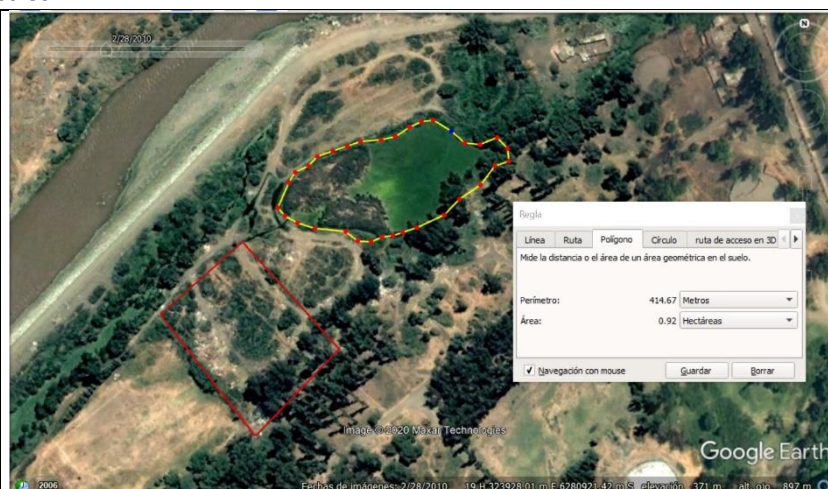 2/28/2010
N
Regla
Línea Ruta Polígono Círculo ruta de acceso en 3D
Mide la distancia o el área de un área geométrica en el suelo.
Perímetro: 414.67 Metros
Área: 0.92 Hectáreas
Navegación con mouse Guardar Borrar
Image © 2020 Maxar Technologies
Google Earth
2006
Fechas de imágenes: 2/28/2010 19 H 323928.01 m E 6280921.42 m S elevación 371 m alt. ojo 897 m